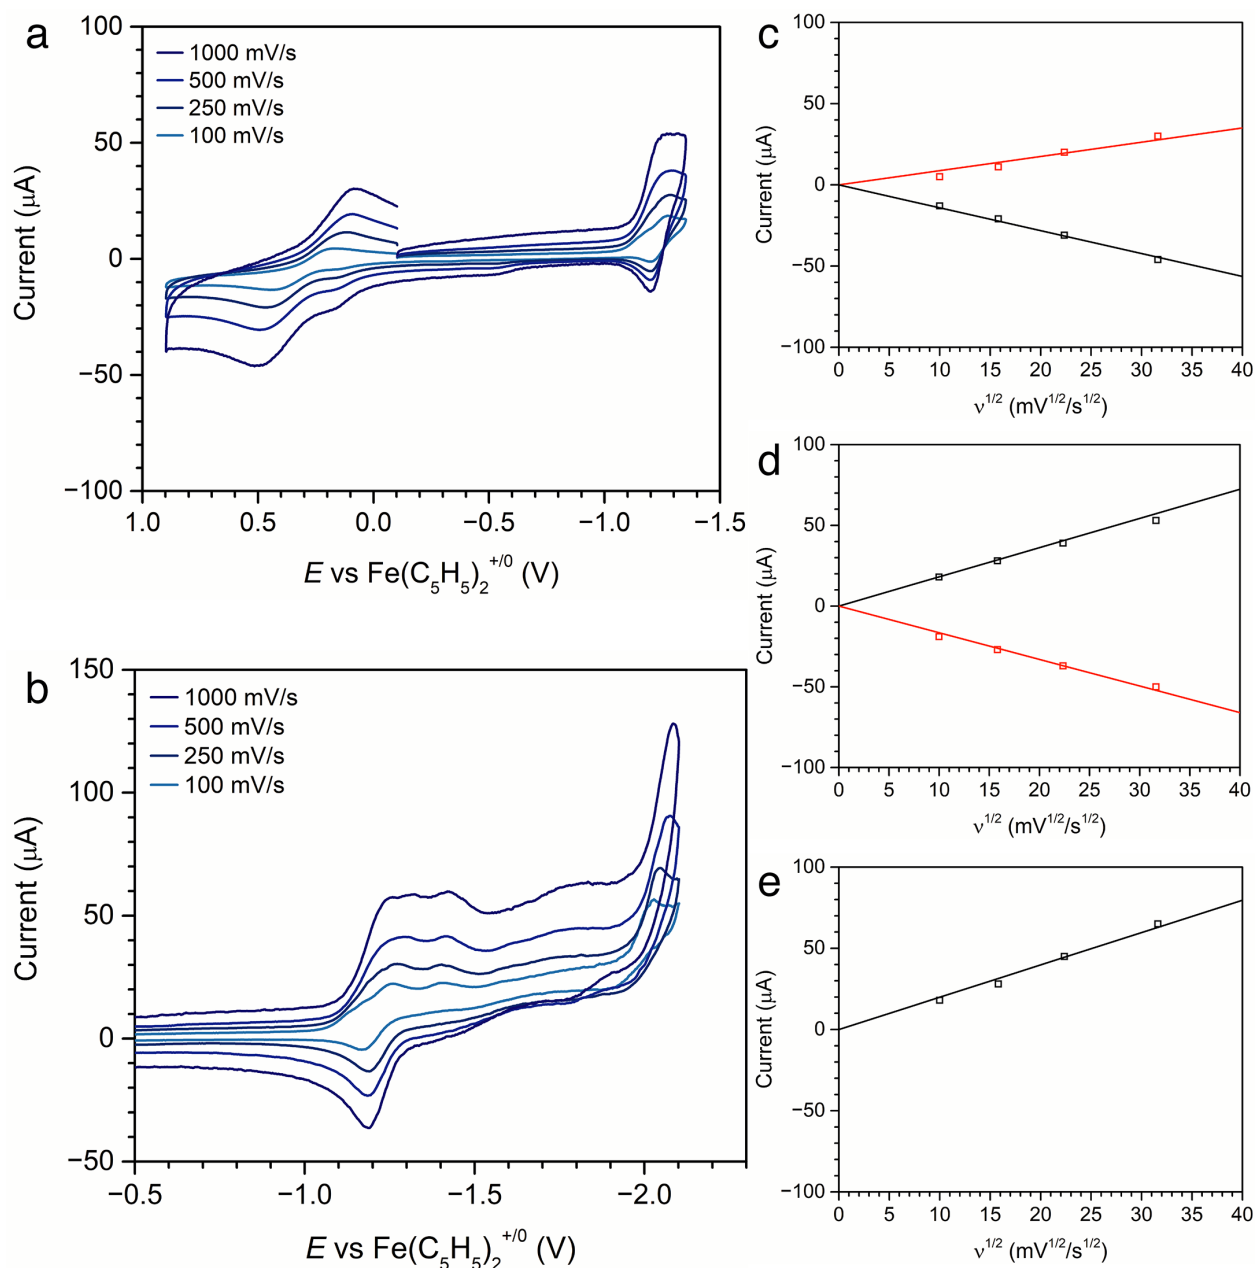 a
100
50
0
−50
−100
Current (μA)
1000 mV/s
500 mV/s
250 mV/s
100 mV/s
1.0 0.5 0.0 −0.5 −1.0 −1.5
E vs Fe(C5H5)2+/0 (V)
b
150
100
50
0
−50
Current (μA)
1000 mV/s
500 mV/s
250 mV/s
100 mV/s
−0.5 −1.0 −1.5 −2.0
E vs Fe(C5H5)2+/0 (V)
c
100
50
0
−50
−100
Current (μA)
0 5 10 15 20 25 30 35 40
ν1/2 (mV1/2/s1/2)
d
100
50
0
−50
−100
Current (μA)
0 5 10 15 20 25 30 35 40
ν1/2 (mV1/2/s1/2)
e
100
50
0
−50
−100
Current (μA)
0 5 10 15 20 25 30 35 40
ν1/2 (mV1/2/s1/2)